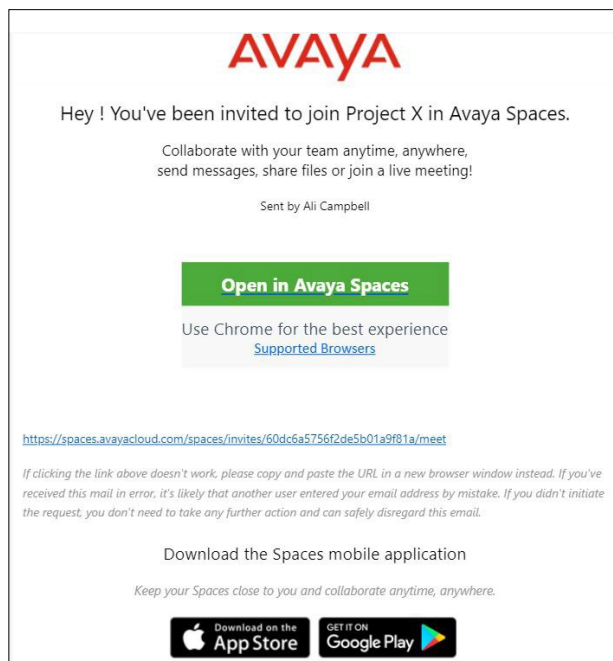 AVAYA
Hey ! You've been invited to join Project X in Avaya Spaces.
Collaborate with your team anytime, anywhere,
send messages, share files or join a live meeting!
Sent by Ali Campbell
Open in Avaya Spaces
Use Chrome for the best experience
Supported Browsers
https://spaces.avayacloud.com/spaces/invites/60dc6a5756f2de5b01a9f81a/meet
If clicking the link above doesn't work, please copy and paste the URL in a new browser window instead. If you've
received this mail in error, it's likely that another user entered your email address by mistake. If you didn't initiate
the request, you don't need to take any further action and can safely disregard this email.
Download the Spaces mobile application
Keep your Spaces close to you and collaborate anytime, anywhere.
Download on the
App Store
GET IT ON
Google Play